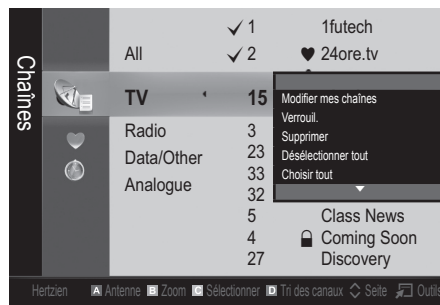 Chaînes
✓ 1 1futech
All ✓ 2 ♥ 24ore.tv
TV 15
Radio 3
Data/Other 23
Analogue 33
32
5 Class News
4 Coming Soon
27 Discovery
Modifier mes chaînes
Verrouil.
Supprimer
Désélectionner tout
Choisir tout
Hertzien A Antenne B Zoom C Sélectionner D Tri des canaux Seite Outils